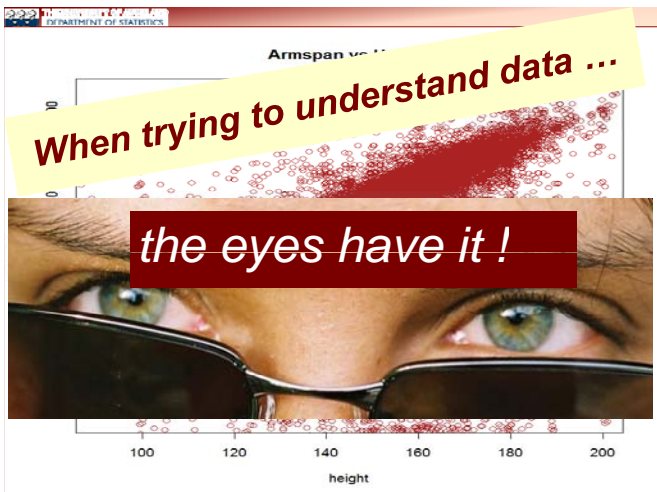 DEPARTMENT OF STATISTICS
Armspan vs
When trying to understand data …
the eyes have it !
100 120 140 160 180 200
height